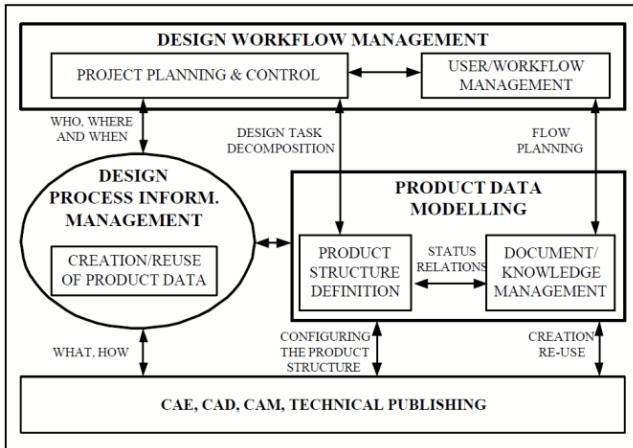 DESIGN WORKFLOW MANAGEMENT
PROJECT PLANNING & CONTROL
USER/WORKFLOW
MANAGEMENT
WHO, WHERE
AND WHEN
DESIGN TASK
DECOMPOSITION
FLOW
PLANNING
DESIGN
PROCESS INFORM.
MANAGEMENT
CREATION/REUSE
OF PRODUCT DATA
PRODUCT DATA
MODELLING
PRODUCT
STRUCTURE
DEFINITION
STATUS
RELATIONS
DOCUMENT/
KNOWLEDGE
MANAGEMENT
WHAT, HOW
CONFIGURING
THE PRODUCT
STRUCTURE
CREATION
RE-USE
CAE, CAD, CAM, TECHNICAL PUBLISHING